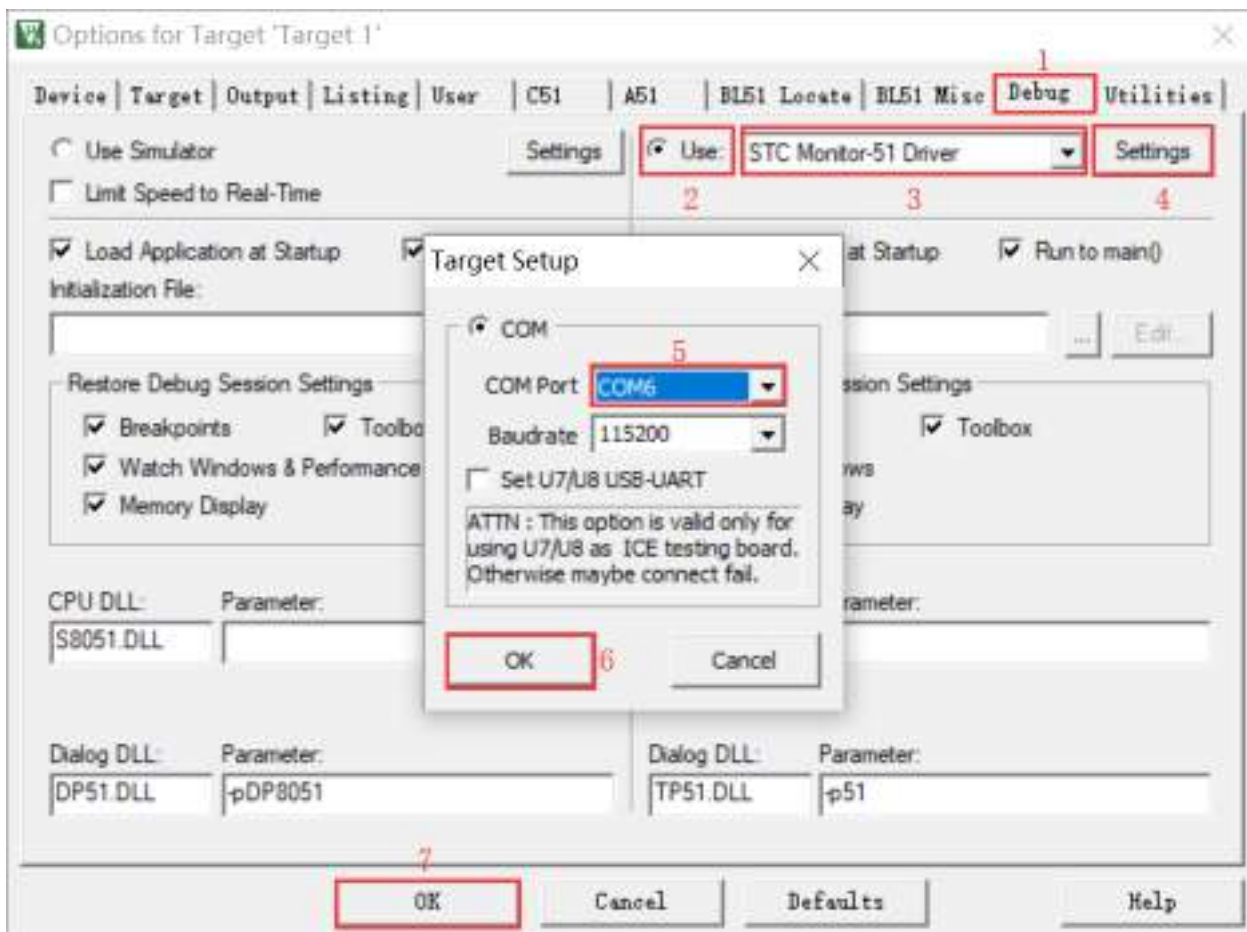 Options for Target 'Target 1'
1
Device Target Output Listing User C51 A51 BL51 Locate BL51 Misc Debug Utilities
Use Simulator Settings Use: STC Monitor-51 Driver Settings
Limit Speed to Real-Time
2 3 4
Load Application at Startup at Startup Run to main()
Initialization File:
... Edit...
Restore Debug Session Settings ssion Settings
Breakpoints Toolbo Toolbox
Watch Windows & Performance ows
Memory Display ay
CPU DLL: Parameter: rameter:
S8051.DLL
Dialog DLL: Parameter: Dialog DLL: Parameter:
DP51.DLL -pDP8051 TP51.DLL -p51
7
OK Cancel Defaults Help
Target Setup
COM
5
COM Port COM6
Baudrate 115200
Set U7/U8 USB-UART
ATTN : This option is valid only for
using U7/U8 as ICE testing board.
Otherwise maybe connect fail.
OK 6 Cancel